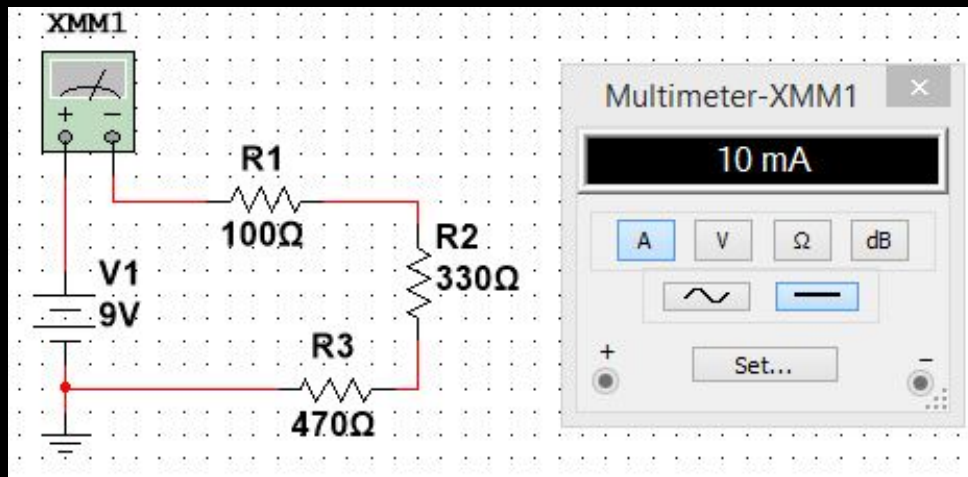 XMM1
+ −
R1
100Ω
R2
330Ω
V1
9V
R3
470Ω
Multimeter-XMM1 ×
10 mA
A V Ω dB
+ Set... −